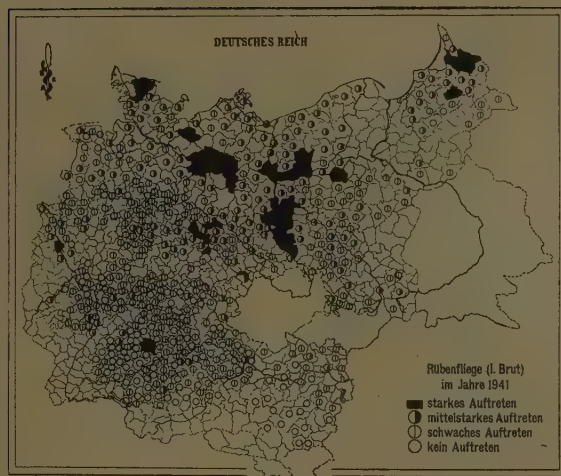 DEUTSCHES REICH
Rübenfliege (I. Brut)
im Jahre 1941
starkes Auftreten
mittelstarkes Auftreten
schwaches Auftreten
kein Auftreten